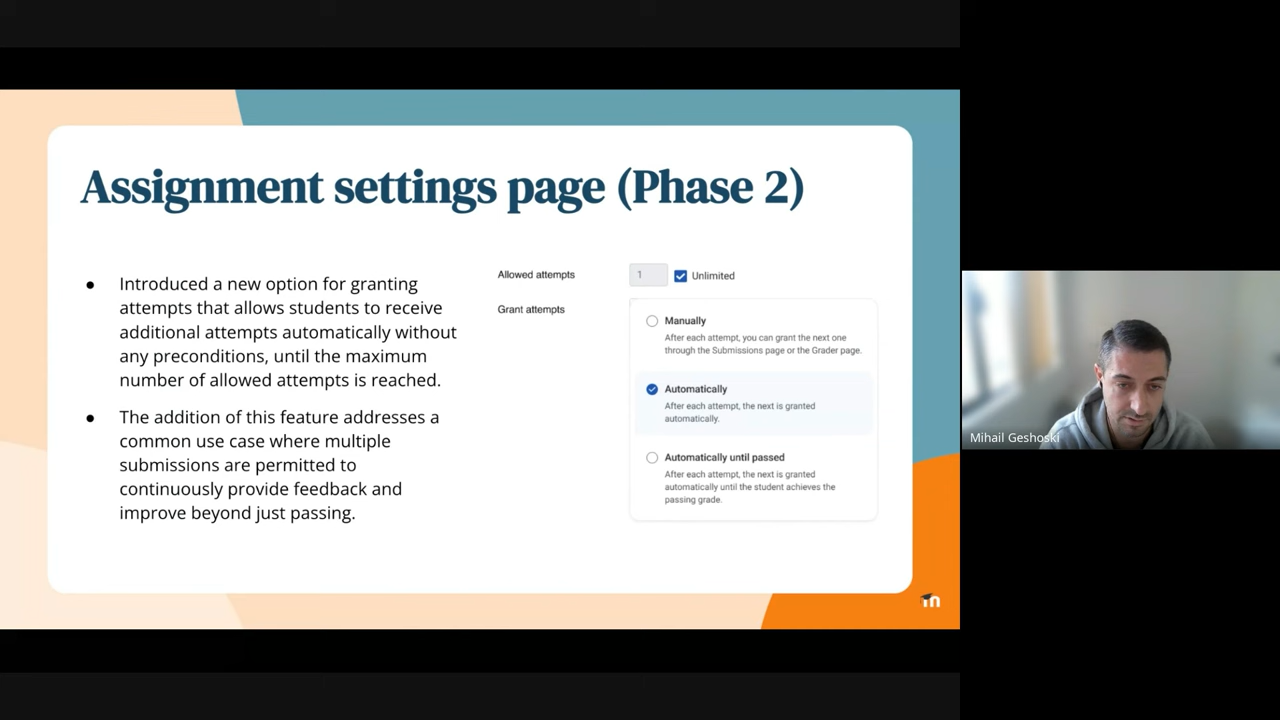 Assignment settings page (Phase 2)
● Introduced a new option for granting
attempts that allows students to receive
additional attempts automatically without
any preconditions, until the maximum
number of allowed attempts is reached.
● The addition of this feature addresses a
common use case where multiple
submissions are permitted to
continuously provide feedback and
improve beyond just passing.
Allowed attempts 1 Unlimited
Grant attempts
Manually
After each attempt, you can grant the next one
through the Submissions page or the Grader page.
Automatically
After each attempt, the next is granted
automatically.
Automatically until passed
After each attempt, the next is granted
automatically until the student achieves the
passing grade.
m
Mihail Geshoski